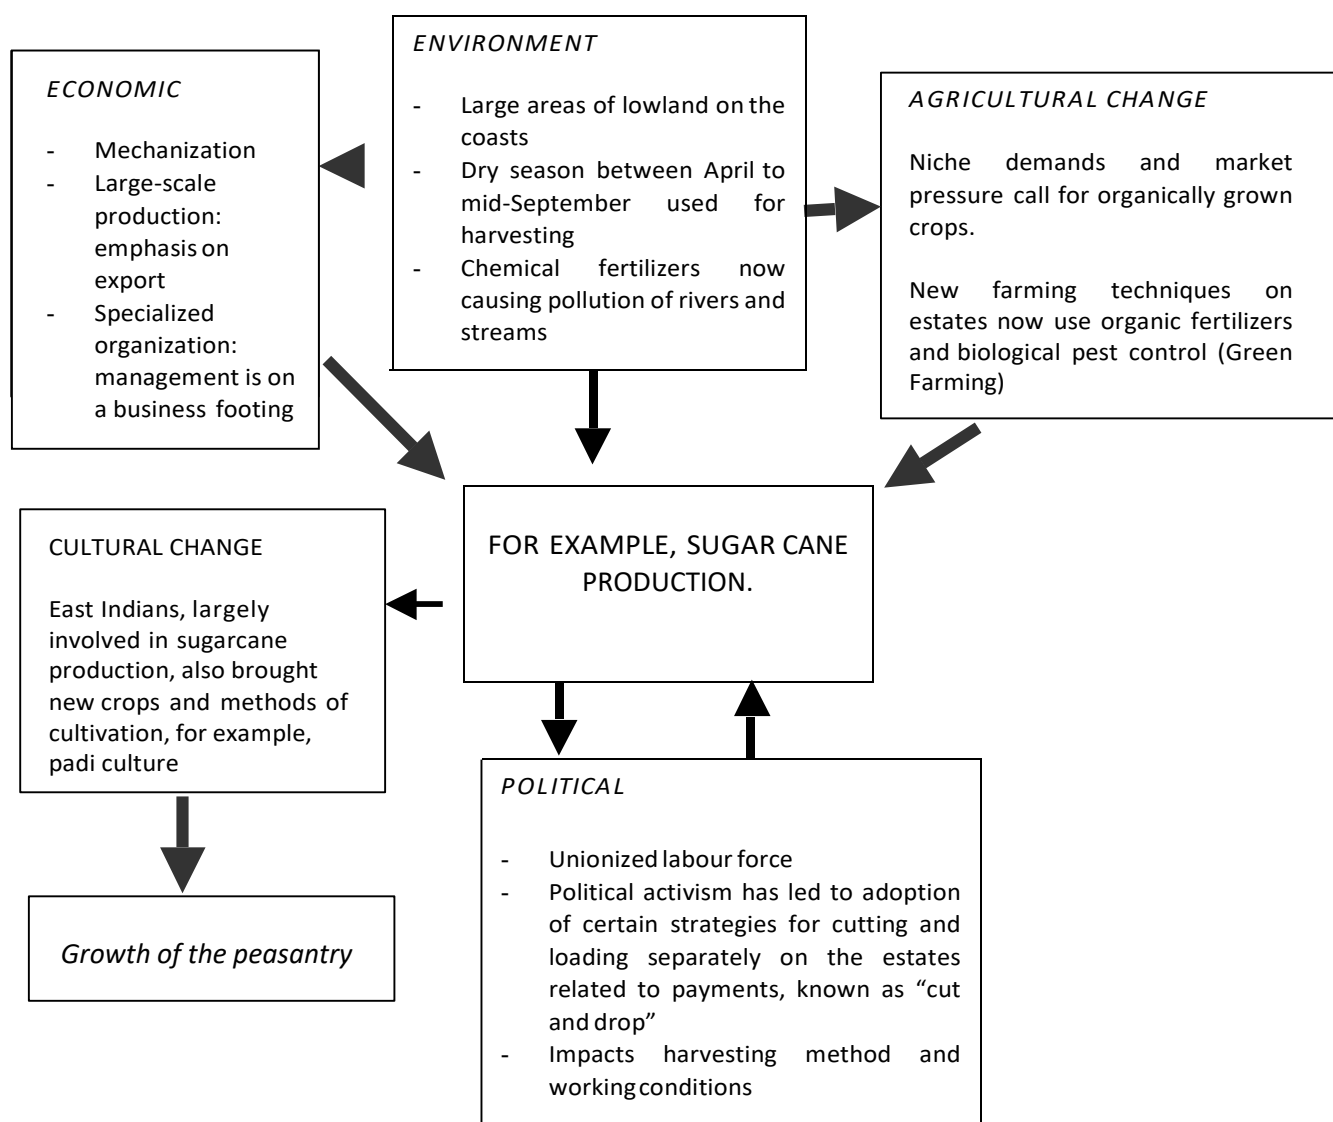 ECONOMIC
- Mechanization
- Large-scale
production:
emphasis on
export
- Specialized
organization:
management is on
a business footing
ENVIRONMENT
- Large areas of lowland on the
coasts
- Dry season between April to
mid-September used for
harvesting
- Chemical fertilizers now
causing pollution of rivers and
streams
AGRICULTURAL CHANGE
Niche demands and market
pressure call for organically grown
crops.
New farming techniques on
estates now use organic fertilizers
and biological pest control (Green
Farming)
FOR EXAMPLE, SUGAR CANE
PRODUCTION.
CULTURAL CHANGE
East Indians, largely
involved in sugarcane
production, also brought
new crops and methods of
cultivation, for example,
padi culture
Growth of the peasantry
POLITICAL
- Unionized labour force
- Political activism has led to adoption
of certain strategies for cutting and
loading separately on the estates
related to payments, known as “cut
and drop”
- Impacts harvesting method and
working conditions